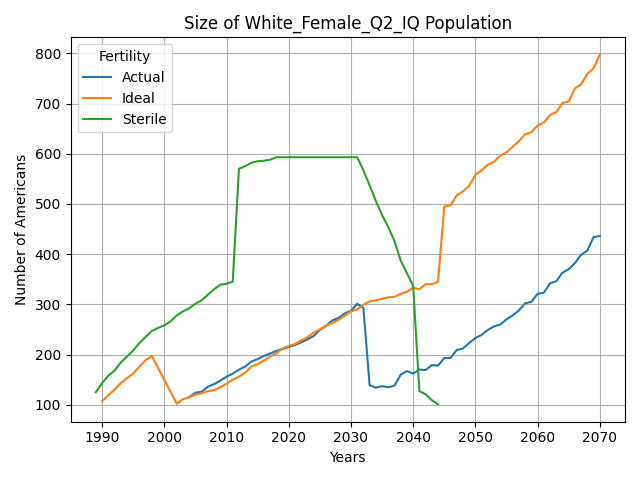 Size of White_Female_Q2_IQ Population
Fertility
Actual
Ideal
Sterile
Number of Americans
800
700
600
500
400
300
200
100
1990 2000 2010 2020 2030 2040 2050 2060 2070
Years